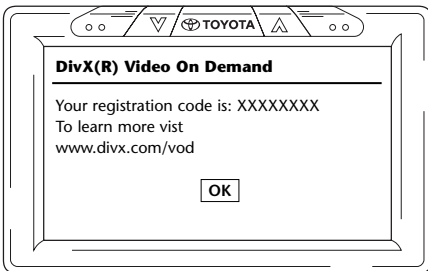 TOYOTA
DivX(R) Video On Demand
Your registration code is: XXXXXXXX
To learn more vist
www.divx.com/vod
OK